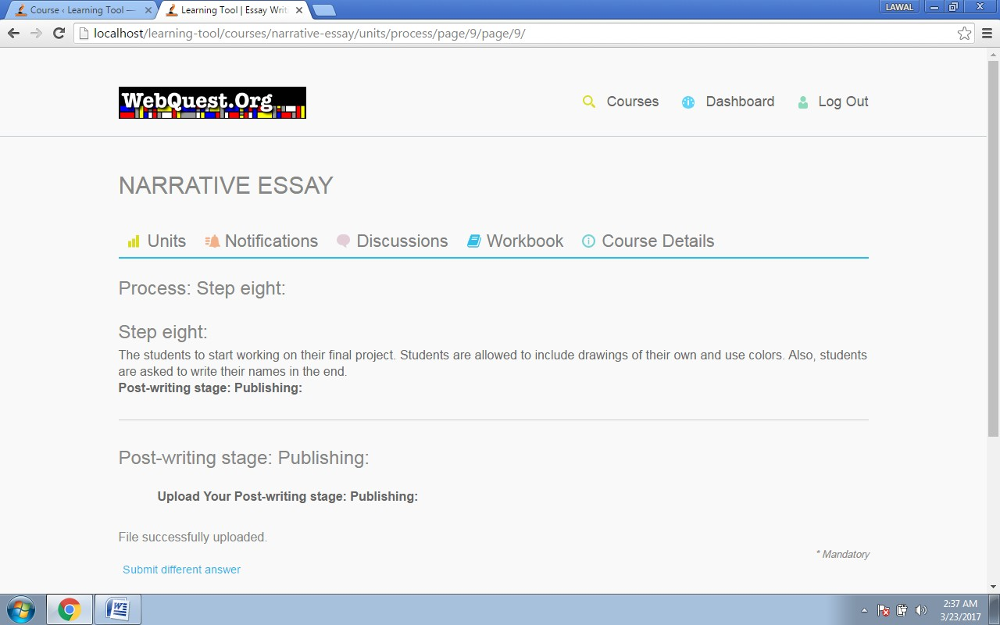 Course ‹ Learning Tool —
Learning Tool | Essay Writ
LAWAL
localhost/learning-tool/courses/narrative-essay/units/process/page/9/page/9/
WebQuest.Org
Courses
Dashboard
Log Out
NARRATIVE ESSAY
Units
Notifications
Discussions
Workbook
Course Details
Process: Step eight:
Step eight:
The students to start working on their final project. Students are allowed to include drawings of their own and use colors. Also, students
are asked to write their names in the end.
Post-writing stage: Publishing:
Post-writing stage: Publishing:
Upload Your Post-writing stage: Publishing:
File successfully uploaded.
* Mandatory
Submit different answer
2:37 AM
3/23/2017